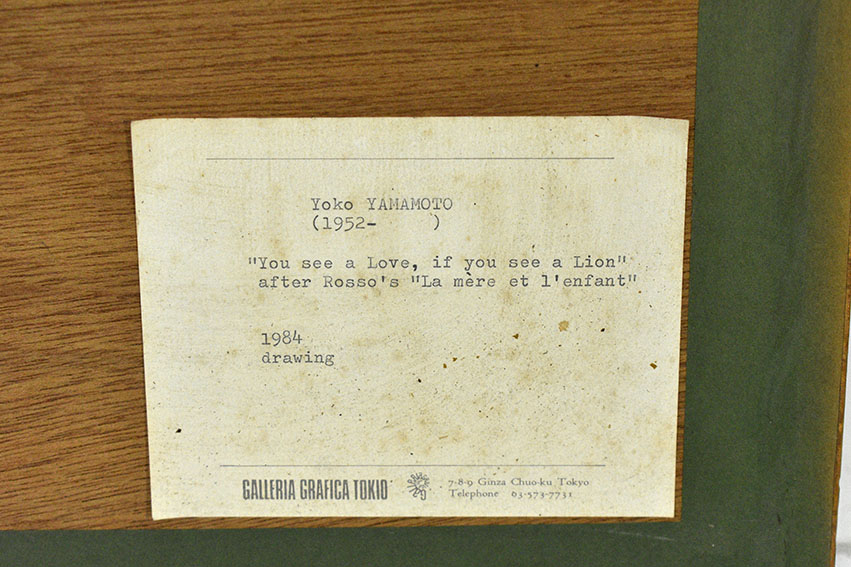 Yoko YAMAMOTO
(1952- )
"You see a Love, if you see a Lion"
after Rosso's "La mère et l'enfant"
1984
drawing
GALLERIA GRAFICA TOKIO
7-8-9 Ginza Chuo-ku Tokyo
Telephone 03-573-7731